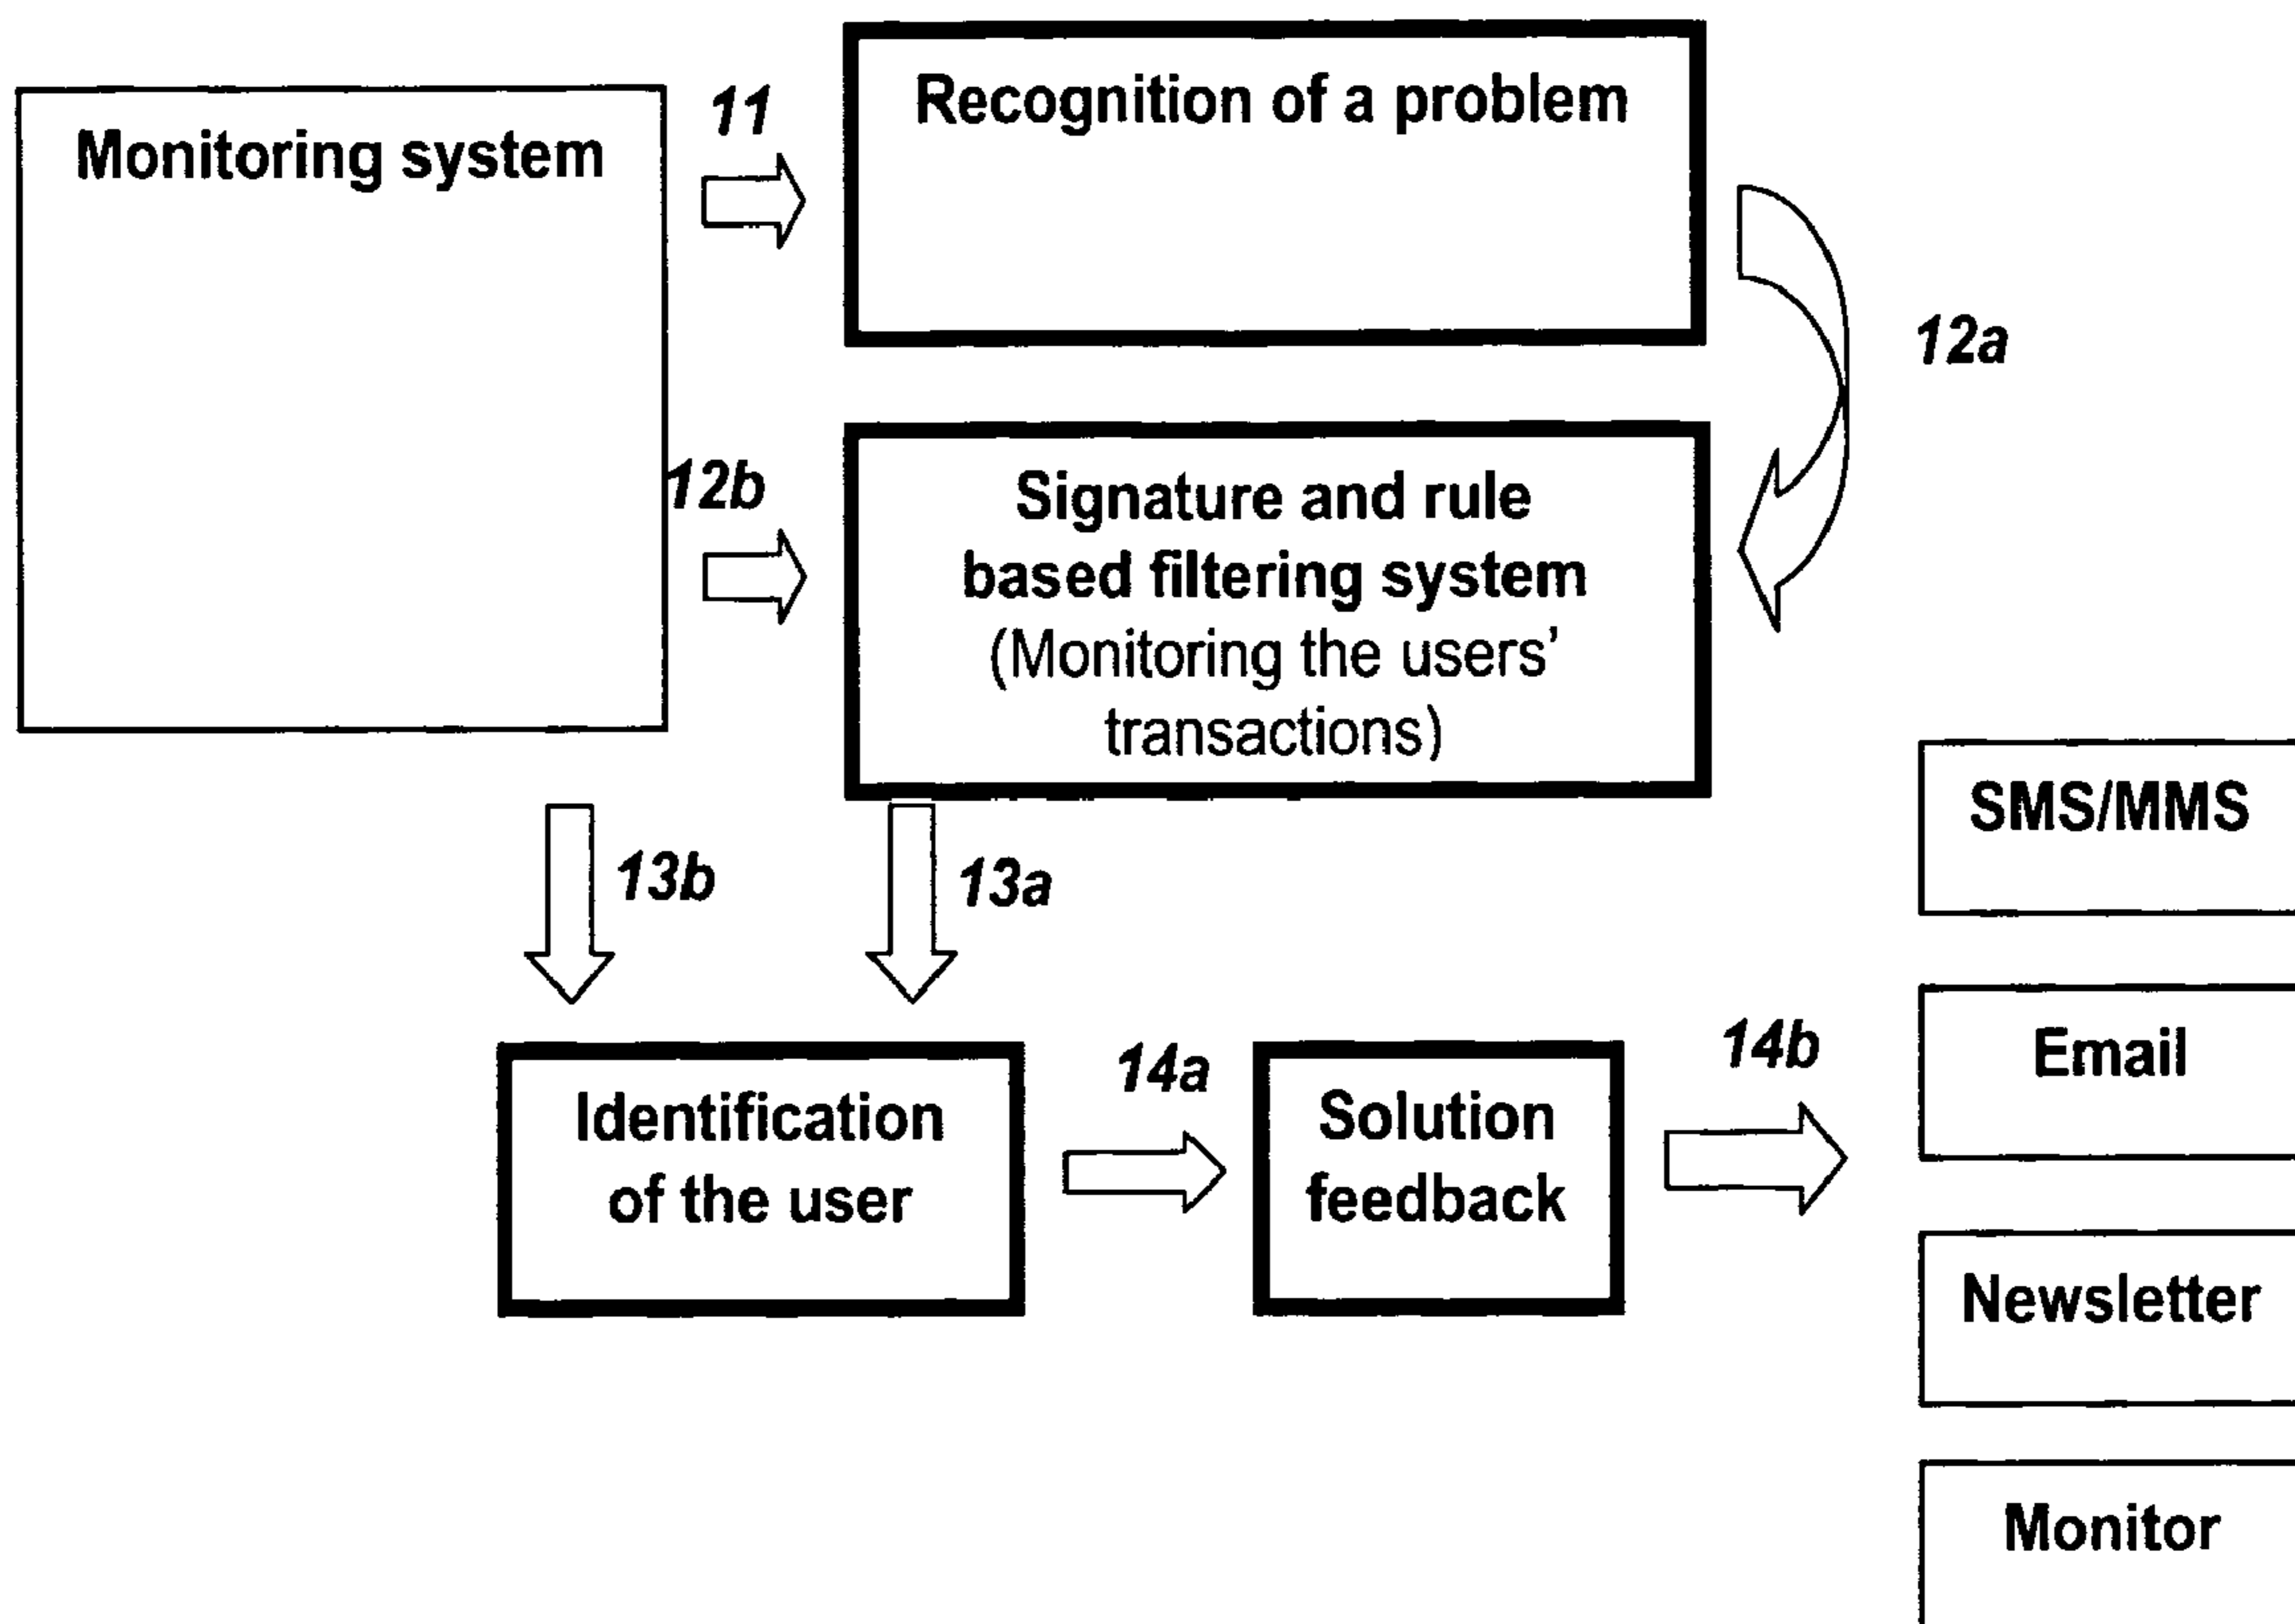 Monitoring system
11
Recognition of a problem
12a
12b
Signature and rule
based filtering system
(Monitoring the users’
transactions)
13b
13a
Identification
of the user
14a
Solution
feedback
14b
SMS/MMS
Email
Newsletter
Monitor